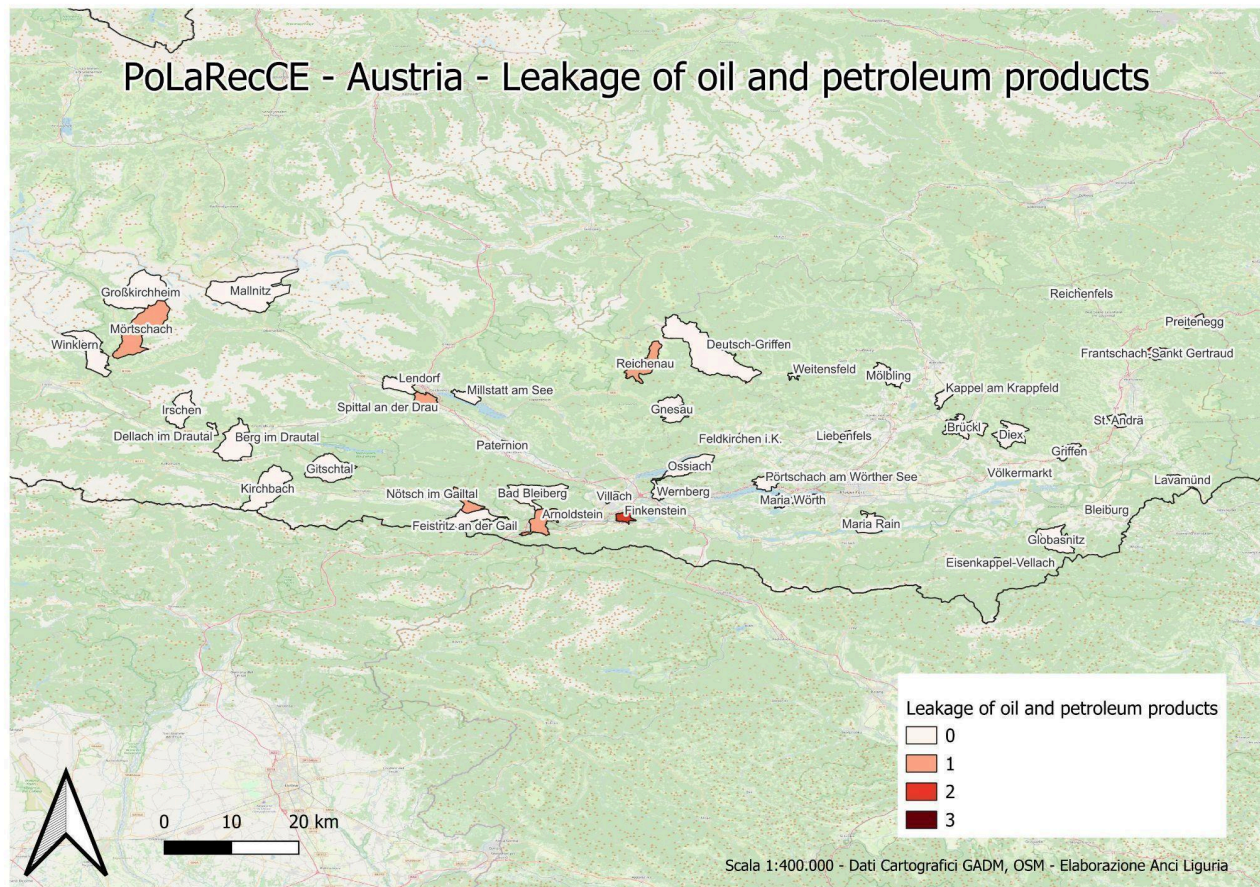 PoLaRecCE - Austria - Leakage of oil and petroleum products
Großkirchheim
Mallnitz
Reichenfels
Preitenegg
Mörtschach
Winklern
Deutsch-Griffen
Frantschach-Sankt Gertraud
Reichenau
Weitensfeld
Mölbling
Lendorf
Millstatt am See
Kappel am Krappfeld
Spittal an der Drau
Irschen
Gnesau
St. Andrä
Dellach im Drautal
Berg im Drautal
Brückl
Diex
Feldkirchen i.K.
Liebenfels
Paternion
Griffen
Gitschtal
Ossiach
Völkermarkt
Pörtschach am Wörther See
Lavamünd
Kirchbach
Nötsch im Gailtal
Bad Bleiberg
Villach
Wernberg
Maria Wörth
Arnoldstein
Finkenstein
Bleiburg
Feistritz an der Gail
Maria Rain
Globasnitz
Eisenkappel-Vellach
Leakage of oil and petroleum products
0
1
2
3
0 10 20 km
Scala 1:400.000 - Dati Cartografici GADM, OSM - Elaborazione Anci Liguria